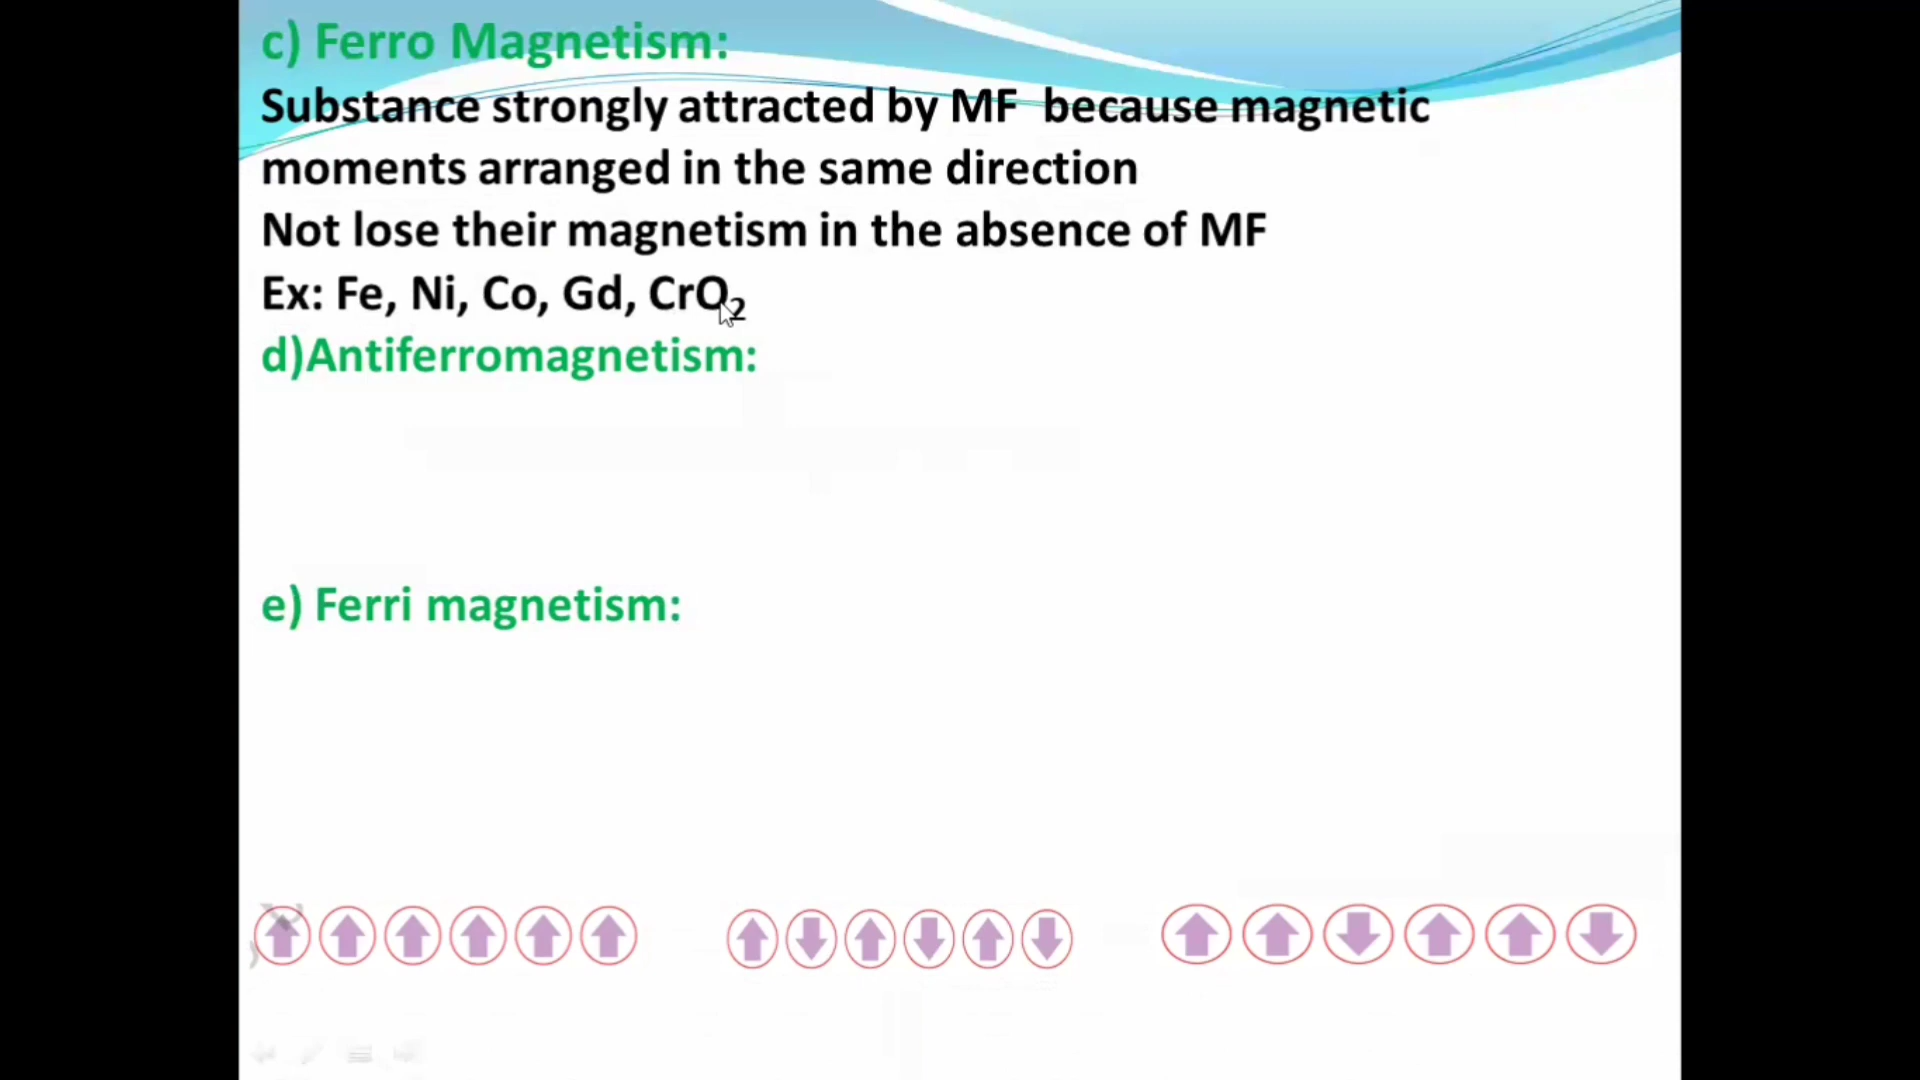 c) Ferro Magnetism:
Substance strongly attracted by MF because magnetic
moments arranged in the same direction
Not lose their magnetism in the absence of MF
Ex: Fe, Ni, Co, Gd, CrO₂
d)Antiferromagnetism:
e) Ferri magnetism: